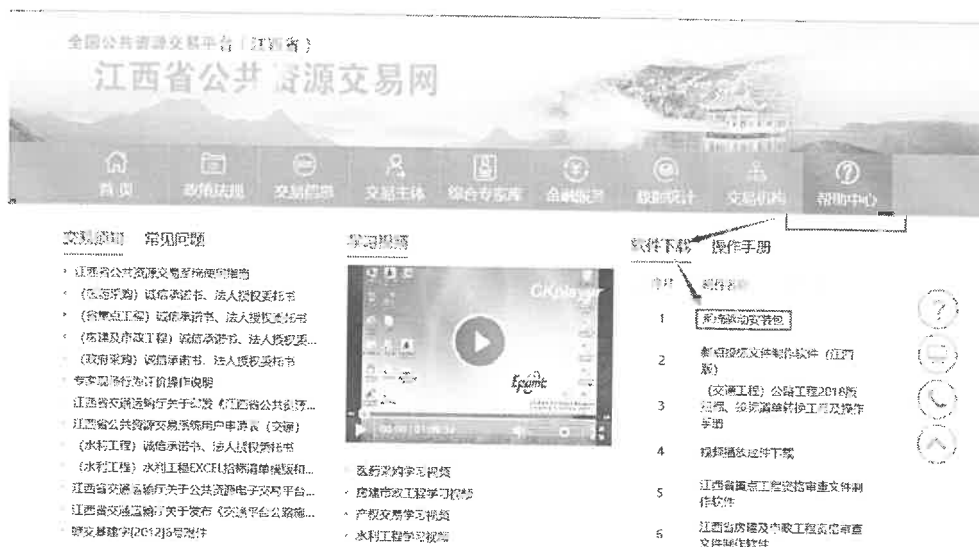 全国公共资源交易平台（江西省）
江西省公共资源交易网
首页 政策法规 交易信息 交易主体 综合专家库 金融服务 数据统计 交易机构 帮助中心
交易须知 常见问题
江西省公共资源交易系统使用指南
诚信承诺书、法人授权委托书
（省重点工程）诚信承诺书、法人授权委托书
（房建及市政工程）诚信承诺书、法人授权委...
（政府采购）诚信承诺书、法人授权委托书
专家现场行为评价操作说明
江西省交通运输厅关于印发《江西省公共资源...
江西省公共资源交易系统用户申请表（交通）
（水利工程）诚信承诺书、法人授权委托书
（水利工程）水利工程EXCEL招标清单模版和...
江西省交通运输厅关于公共资源电子交易平台...
江西省交通运输厅关于发布《交通平台公路施...
赣交基建字[2012]6号附件
学习视频
CKplayer
Epoint
医药采购学习视频
房建市政工程学习视频
产权交易学习视频
水利工程学习视频
软件下载 操作手册
序号 软件名称
1 系统驱动安装包
2 新点投标文件制作软件（江西
版）
（交通工程）公路工程2018版
3 招标、投标清单转换工具及操作
手册
4 视频播放软件下载
5 江西省重点工程资格审查文件制
作软件
6 江西省房建及市政工程资格审查
文件制作软件